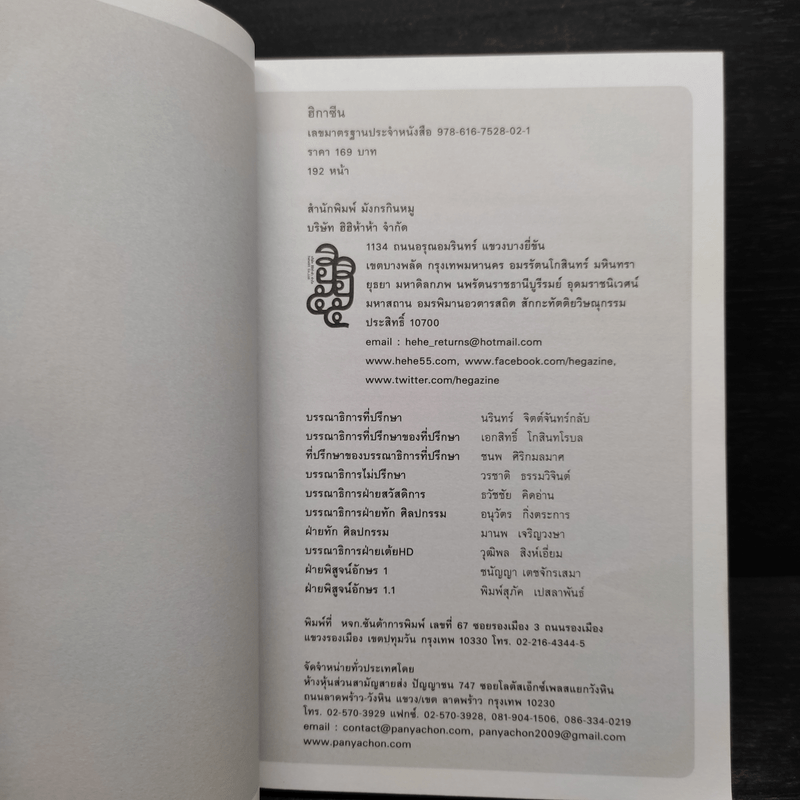 ฮิกาซีน
เลขมาตรฐานประจำหนังสือ 978-616-7528-02-1
ราคา 169 บาท
192 หน้า
สำนักพิมพ์ มังกรกินหมู
บริษัท ฮิฮิห้าห้า จำกัด
1134 ถนนอรุณอมรินทร์ แขวงบางยี่ขัน
เขตบางพลัด กรุงเทพมหานคร อมรรัตนโกสินทร์ มหินทรา
ยุธยา มหาดิลกภพ นพรัตนราชธานีบูรีรมย์ อุดมราชนิเวศน์
มหาสถาน อมรพิมานอวตารสถิต สักกะทัตติยวิษณุกรรม
ประสิทธิ์ 10700
email : hehe_returns@hotmail.com
www.hehe55.com, www.facebook.com/hegazine,
www.twitter.com/hegazine
บรรณาธิการที่ปรึกษา นรินทร์ จิตต์จันทร์กลับ
บรรณาธิการที่ปรึกษาของที่ปรึกษา เอกสิทธิ์ โกสินทโรบล
ที่ปรึกษาของบรรณาธิการที่ปรึกษา ชนพ ศิริกมลมาศ
บรรณาธิการไม่ปรึกษา วรชาติ ธรรมวิจินต์
บรรณาธิการฝ่ายสวัสดิการ ธวัชชัย คิดอ่าน
บรรณาธิการฝ่ายทัก ศิลปกรรม อนุวัตร กิ่งตระการ
ฝ่ายทัก ศิลปกรรม มานพ เจริญวงษา
บรรณาธิการฝ่ายเต้ยHD วุฒิพล สิงห์เอี่ยม
ฝ่ายพิสูจน์อักษร 1 ชนัญญา เตชจักรเสมา
ฝ่ายพิสูจน์อักษร 1.1 พิมพ์สุภัค เปสลาพันธ์
พิมพ์ที่ หจก.ซันต้าการพิมพ์ เลขที่ 67 ซอยรองเมือง 3 ถนนรองเมือง
แขวงรองเมือง เขตปทุมวัน กรุงเทพ 10330 โทร. 02-216-4344-5
จัดจำหน่ายทั่วประเทศโดย
ห้างหุ้นส่วนสามัญสายส่ง ปัญญาชน 747 ซอยโลตัสเอ็กซ์เพลสแยกวังหิน
ถนนลาดพร้าว-วังหิน แขวง/เขต ลาดพร้าว กรุงเทพ 10230
โทร. 02-570-3929 แฟกซ์. 02-570-3928, 081-904-1506, 086-334-0219
email : contact@panyachon.com, panyachon2009@gmail.com
www.panyachon.com